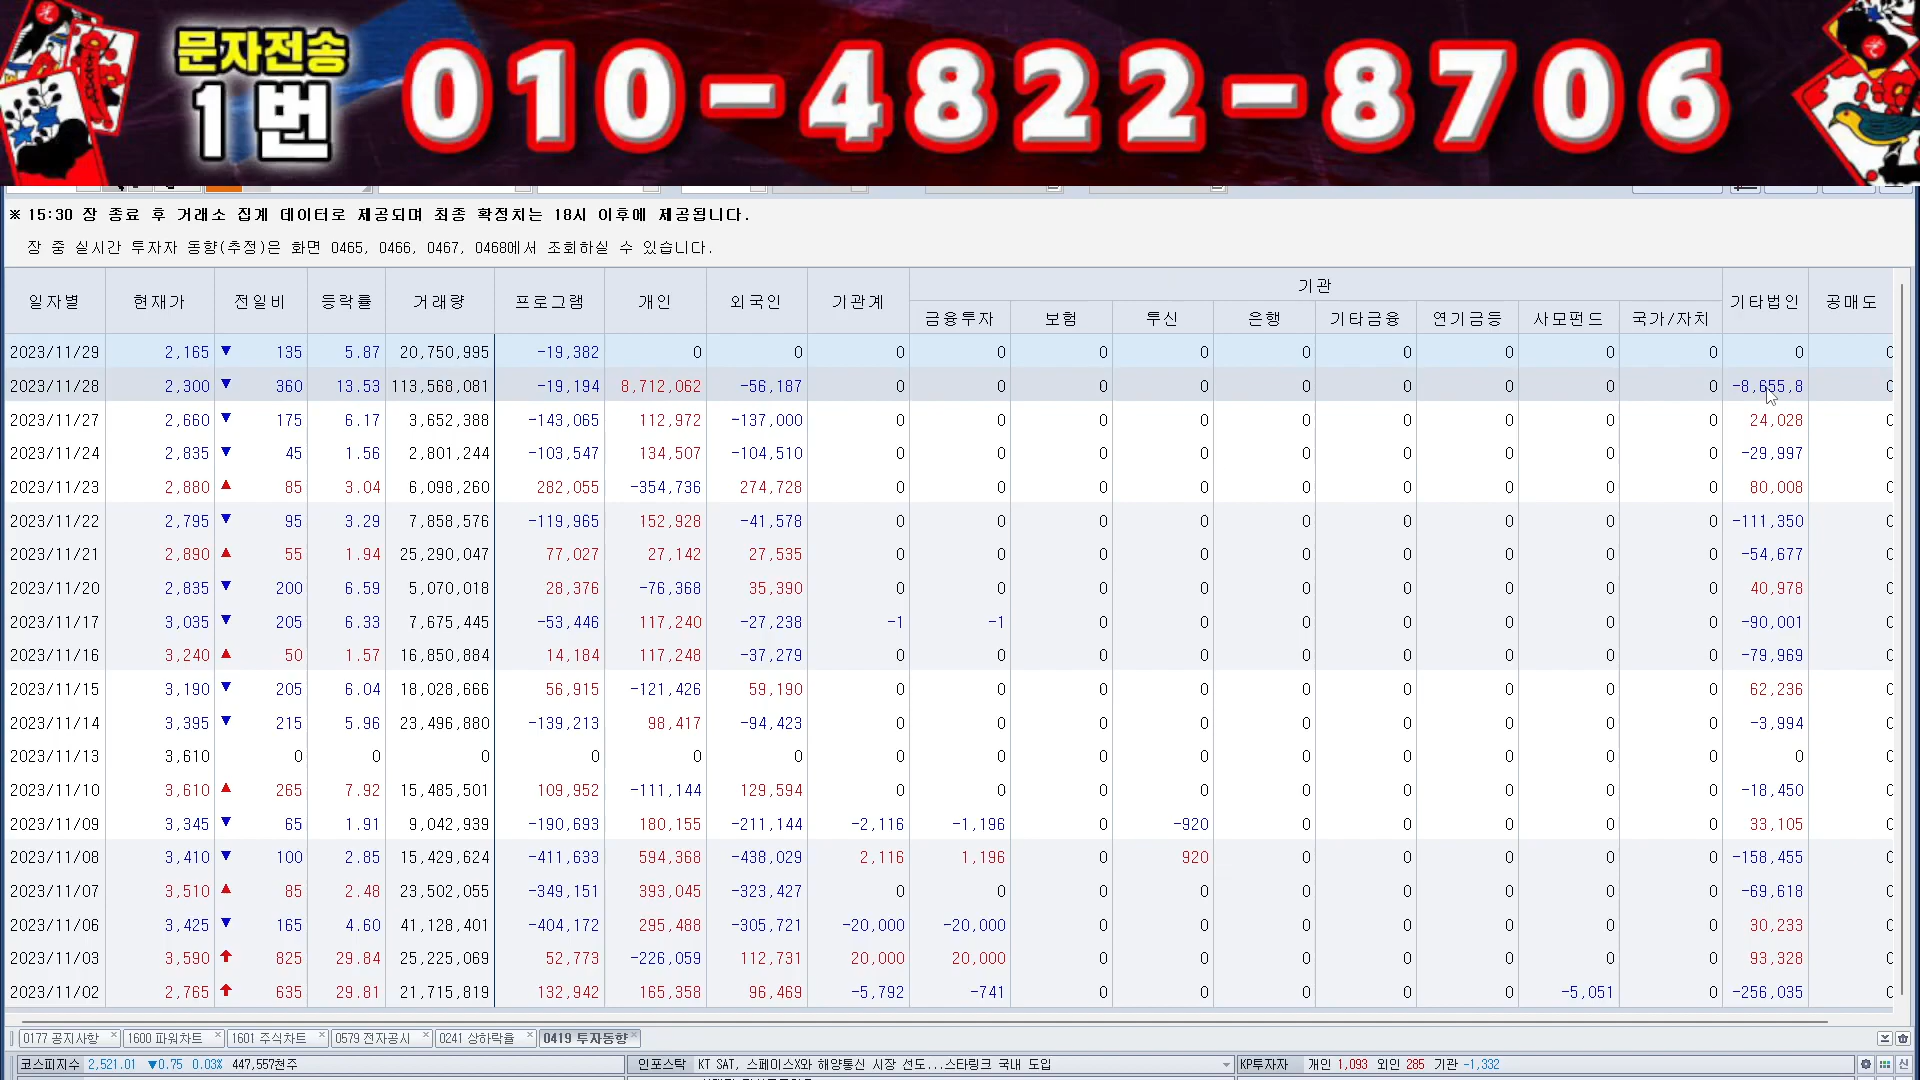 문자전송
1번
010-4822-8706
※ 15:30 장 종료 후 거래소 집계 데이터로 제공되며 최종 확정치는 18시 이후에 제공됩니다.
장 중 실시간 투자자 동향(추정)은 화면 0465, 0466, 0467, 0468에서 조회하실 수 있습니다.
일자별 현재가 전일비 등락률 거래량 프로그램 개인 외국인 기관계 기관 기타법인 공매도
금융투자 보험 투신 은행 기타금융 연기금등 사모펀드 국가/자치
2023/11/29 2,165 ▼ 135 5.87 20,750,995 -19,382 0 0 0 0 0 0 0 0 0 0 0 0 0
2023/11/28 2,300 ▼ 360 13.53 113,568,081 -19,194 8,712,062 -56,187 0 0 0 0 0 0 0 0 0 -8,655,8 0
2023/11/27 2,660 ▼ 175 6.17 3,652,388 -143,065 112,972 -137,000 0 0 0 0 0 0 0 0 0 24,028 0
2023/11/24 2,835 ▼ 45 1.56 2,801,244 -103,547 134,507 -104,510 0 0 0 0 0 0 0 0 0 -29,997 0
2023/11/23 2,880 ▲ 85 3.04 6,098,260 282,055 -354,736 274,728 0 0 0 0 0 0 0 0 0 80,008 0
2023/11/22 2,795 ▼ 95 3.29 7,858,576 -119,965 152,928 -41,578 0 0 0 0 0 0 0 0 0 -111,350 0
2023/11/21 2,890 ▲ 55 1.94 25,290,047 77,027 27,142 27,535 0 0 0 0 0 0 0 0 0 -54,677 0
2023/11/20 2,835 ▼ 200 6.59 5,070,018 28,376 -76,368 35,390 0 0 0 0 0 0 0 0 0 40,978 0
2023/11/17 3,035 ▼ 205 6.33 7,675,445 -53,446 117,240 -27,238 -1 -1 0 0 0 0 0 0 0 -90,001 0
2023/11/16 3,240 ▲ 50 1.57 16,850,884 14,184 117,248 -37,279 0 0 0 0 0 0 0 0 0 -79,969 0
2023/11/15 3,190 ▼ 205 6.04 18,028,666 56,915 -121,426 59,190 0 0 0 0 0 0 0 0 0 62,236 0
2023/11/14 3,395 ▼ 215 5.96 23,496,880 -139,213 98,417 -94,423 0 0 0 0 0 0 0 0 0 -3,994 0
2023/11/13 3,610 0 0 0 0 0 0 0 0 0 0 0 0 0 0 0 0 0
2023/11/10 3,610 ▲ 265 7.92 15,485,501 109,952 -111,144 129,594 0 0 0 0 0 0 0 0 0 -18,450 0
2023/11/09 3,345 ▼ 65 1.91 9,042,939 -190,693 180,155 -211,144 -2,116 -1,196 0 -920 0 0 0 0 0 33,105 0
2023/11/08 3,410 ▼ 100 2.85 15,429,624 -411,633 594,368 -438,029 2,116 1,196 0 920 0 0 0 0 0 -158,455 0
2023/11/07 3,510 ▲ 85 2.48 23,502,055 -349,151 393,045 -323,427 0 0 0 0 0 0 0 0 0 -69,618 0
2023/11/06 3,425 ▼ 165 4.60 41,128,401 -404,172 295,488 -305,721 -20,000 -20,000 0 0 0 0 0 0 0 30,233 0
2023/11/03 3,590 ↑ 825 29.84 25,225,069 52,773 -226,059 112,731 20,000 20,000 0 0 0 0 0 0 0 93,328 0
2023/11/02 2,765 ↑ 635 29.81 21,715,819 132,942 165,358 96,469 -5,792 -741 0 0 0 0 0 -5,051 0 -256,035 0
0177 공지사항 1600 파워차트 1601 주식차트 0579 전자공시 0241 상하락율 0419 투자동향
코스피지수 2,521.01 ▼0.75 0.03% 447,557천주 인포스탁 KT SAT, 스페이스X와 해양통신 시장 선도...스타링크 국내 도입 KP투자자 개인 1,093 외인 285 기관 -1,332 신